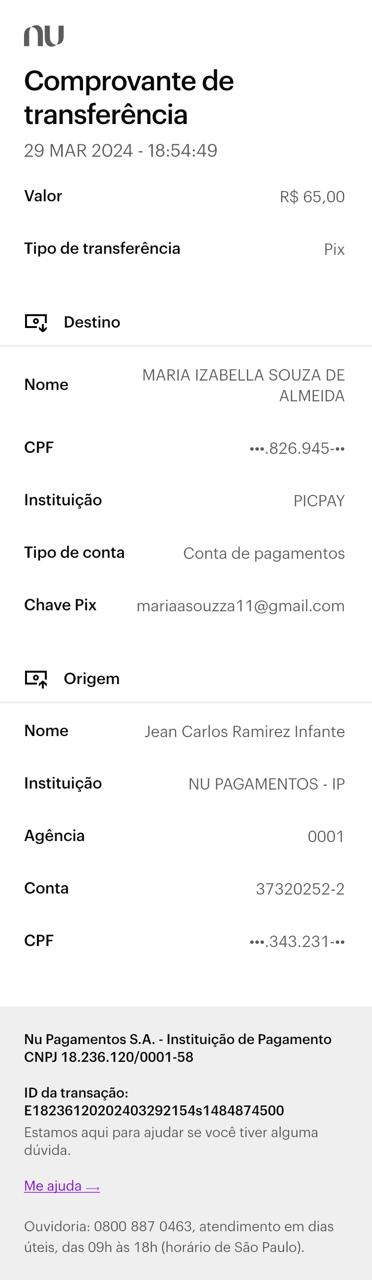 nu
Comprovante de
transferência
29 MAR 2024 - 18:54:49
Valor R$ 65,00
Tipo de transferência Pix
Destino
Nome MARIA IZABELLA SOUZA DE
ALMEIDA
CPF •••.826.945-••
Instituição PICPAY
Tipo de conta Conta de pagamentos
Chave Pix mariaasouzza11@gmail.com
Origem
Nome Jean Carlos Ramirez Infante
Instituição NU PAGAMENTOS - IP
Agência 0001
Conta 37320252-2
CPF •••.343.231-••
Nu Pagamentos S.A. - Instituição de Pagamento
CNPJ 18.236.120/0001-58
ID da transação:
E18236120202403292154s1484874500
Estamos aqui para ajudar se você tiver alguma
dúvida.
Me ajuda →
Ouvidoria: 0800 887 0463, atendimento em dias
úteis, das 09h às 18h (horário de São Paulo).